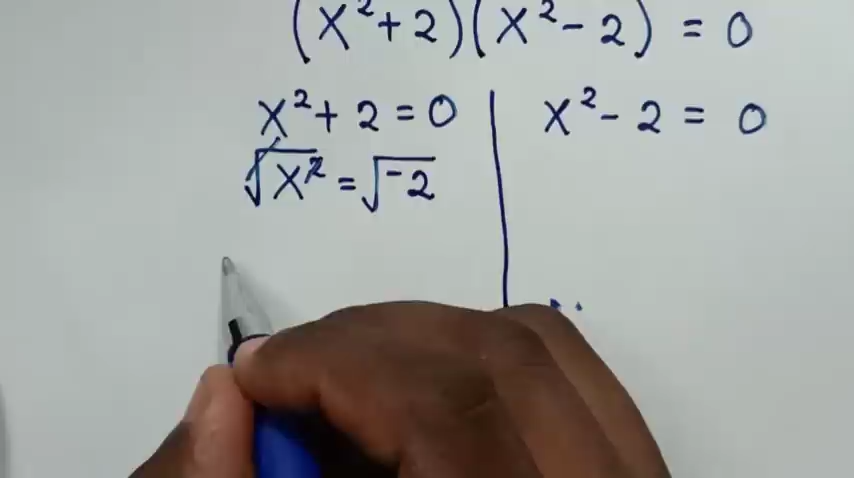 (x²+2)(x²-2) = 0
x²+2=0 | x²-2 = 0
√x² = √-2